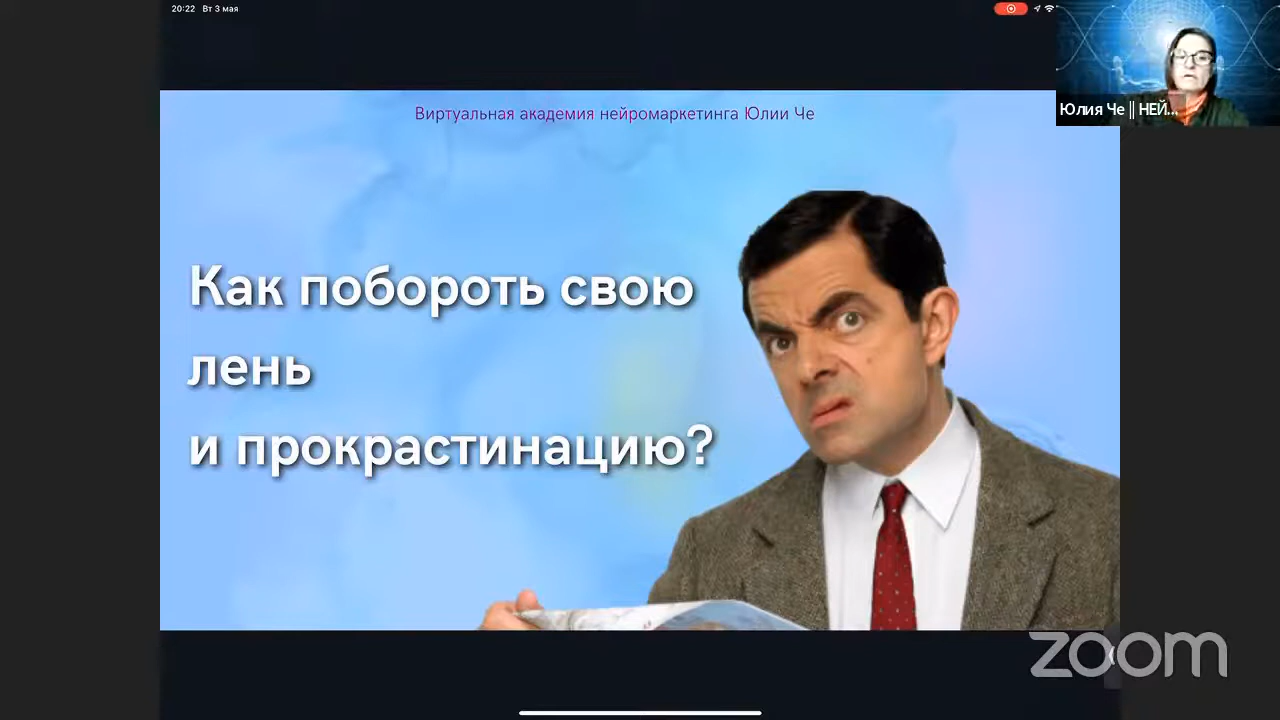 20:22 Вт 3 мая
Юлия Че || НЕЙ...
Виртуальная академия нейромаркетинга Юлии Че
Как побороть свою
лень
и прокрастинацию?
zoom